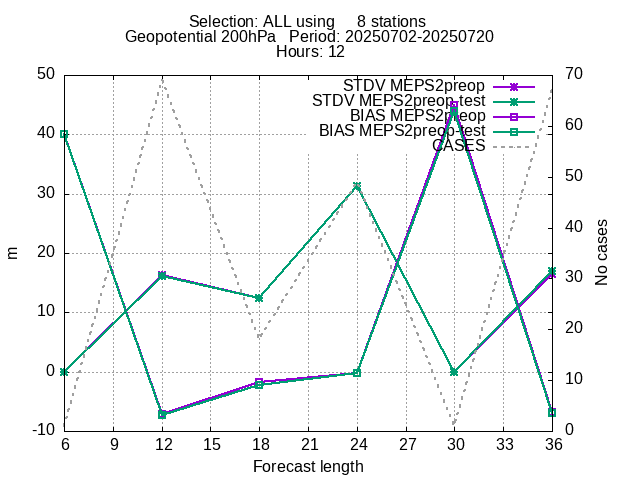 Selection: ALL using     8 stations
Geopotential 200hPa   Period: 20250702-20250720
Hours: 12
STDV MEPS2preop
STDV MEPS2preop-test
BIAS MEPS2preop
BIAS MEPS2preop-test
CASES
50
40
30
20
10
0
-10
m
70
60
50
40
30
20
10
0
No cases
6 9 12 15 18 21 24 27 30 33 36
Forecast length